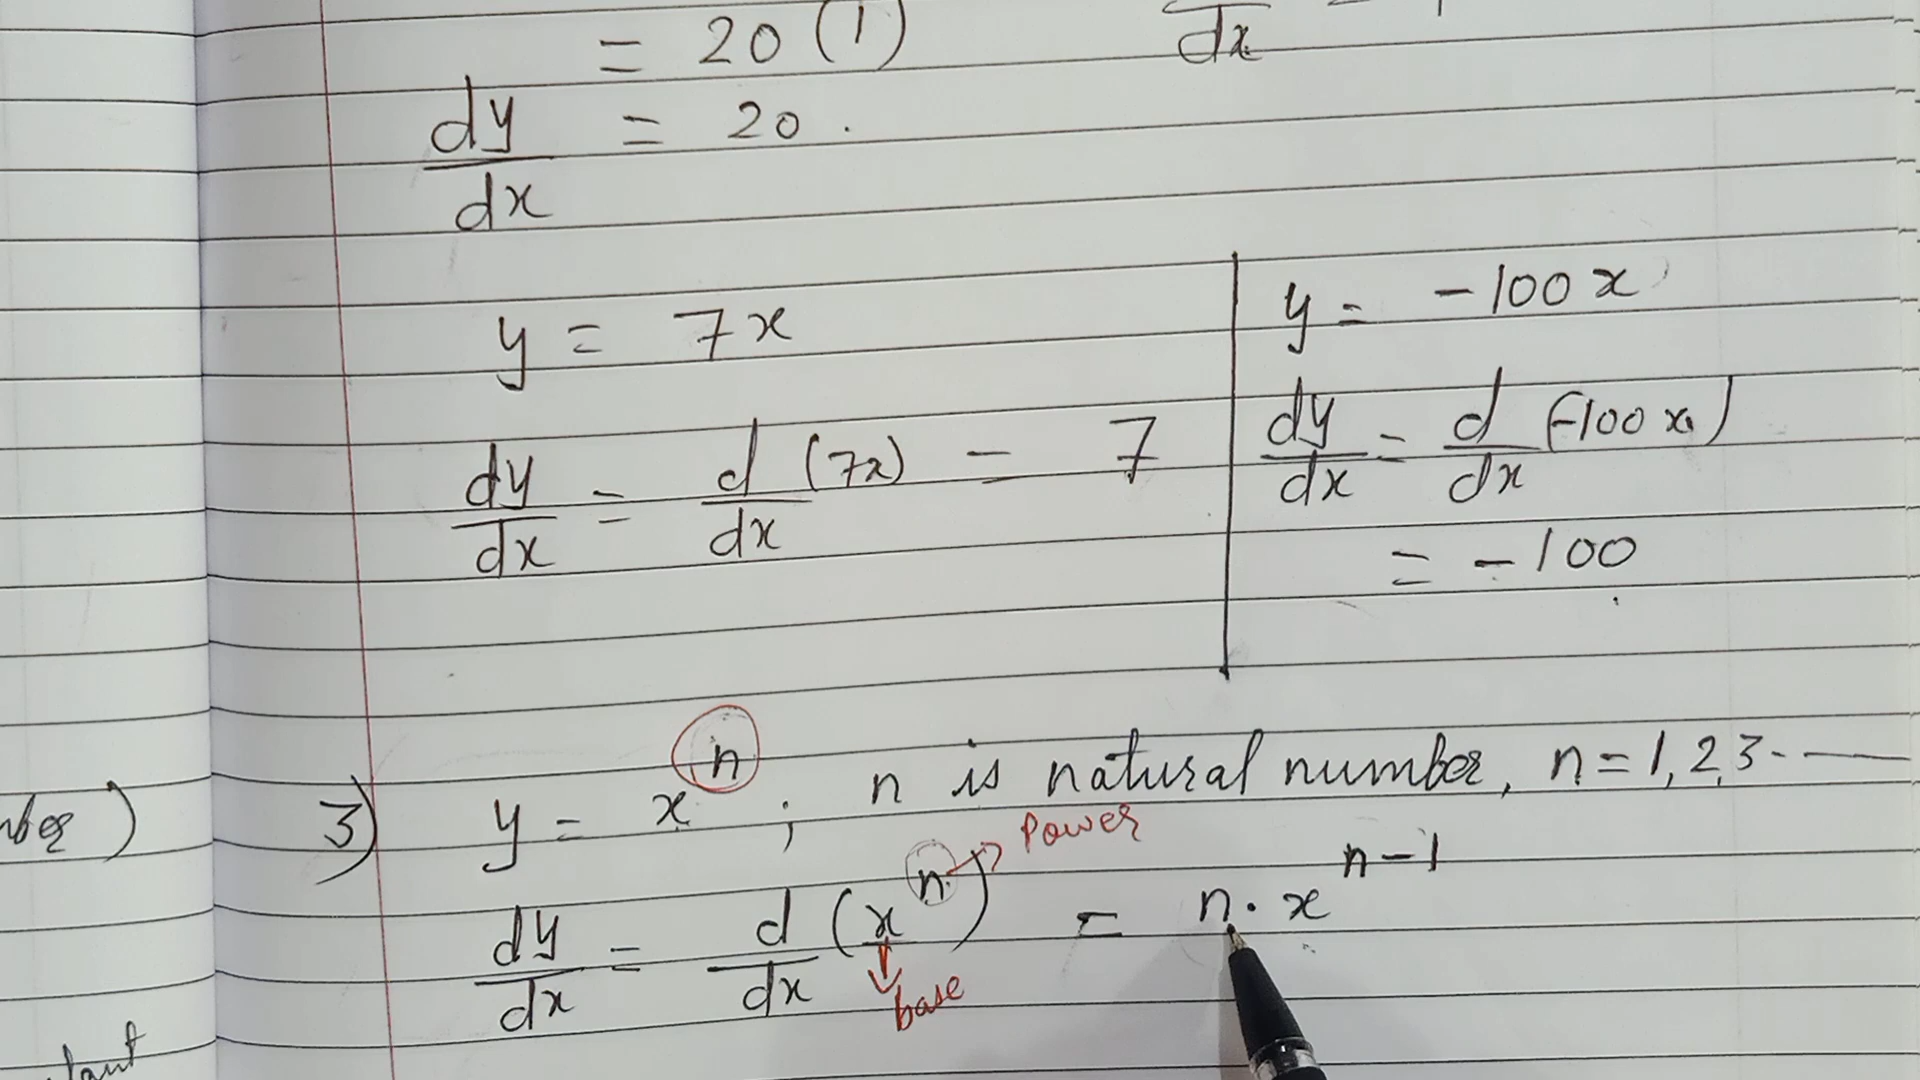 = 20 (1)
dx
dy/dx = 20.
y = 7x
dy/dx = d/dx (7x) = 7
y = -100x
dy/dx = d/dx (-100x)
= -100
3) y = x^n ; n is natural number, n = 1, 2, 3 - —
Power
dy/dx = d/dx (x^n) = n · x^(n-1)
base